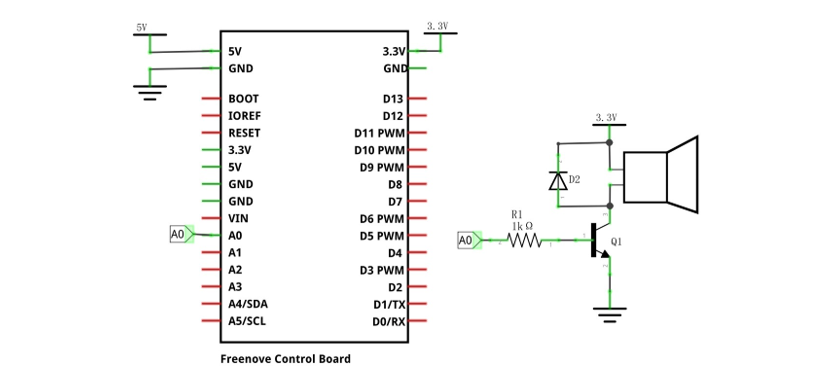 5V
3.3V
5V
3.3V
GND
GND
BOOT
D13
IOREF
D12
RESET
D11 PWM
3.3V
D10 PWM
5V
D9 PWM
GND
D8
GND
D7
VIN
D6 PWM
A0
A0
D5 PWM
A1
D4
A2
D3 PWM
A3
D2
A4/SDA
D1/TX
A5/SCL
D0/RX
Freenove Control Board
3.3V
D2
R1
1kΩ
A0
Q1